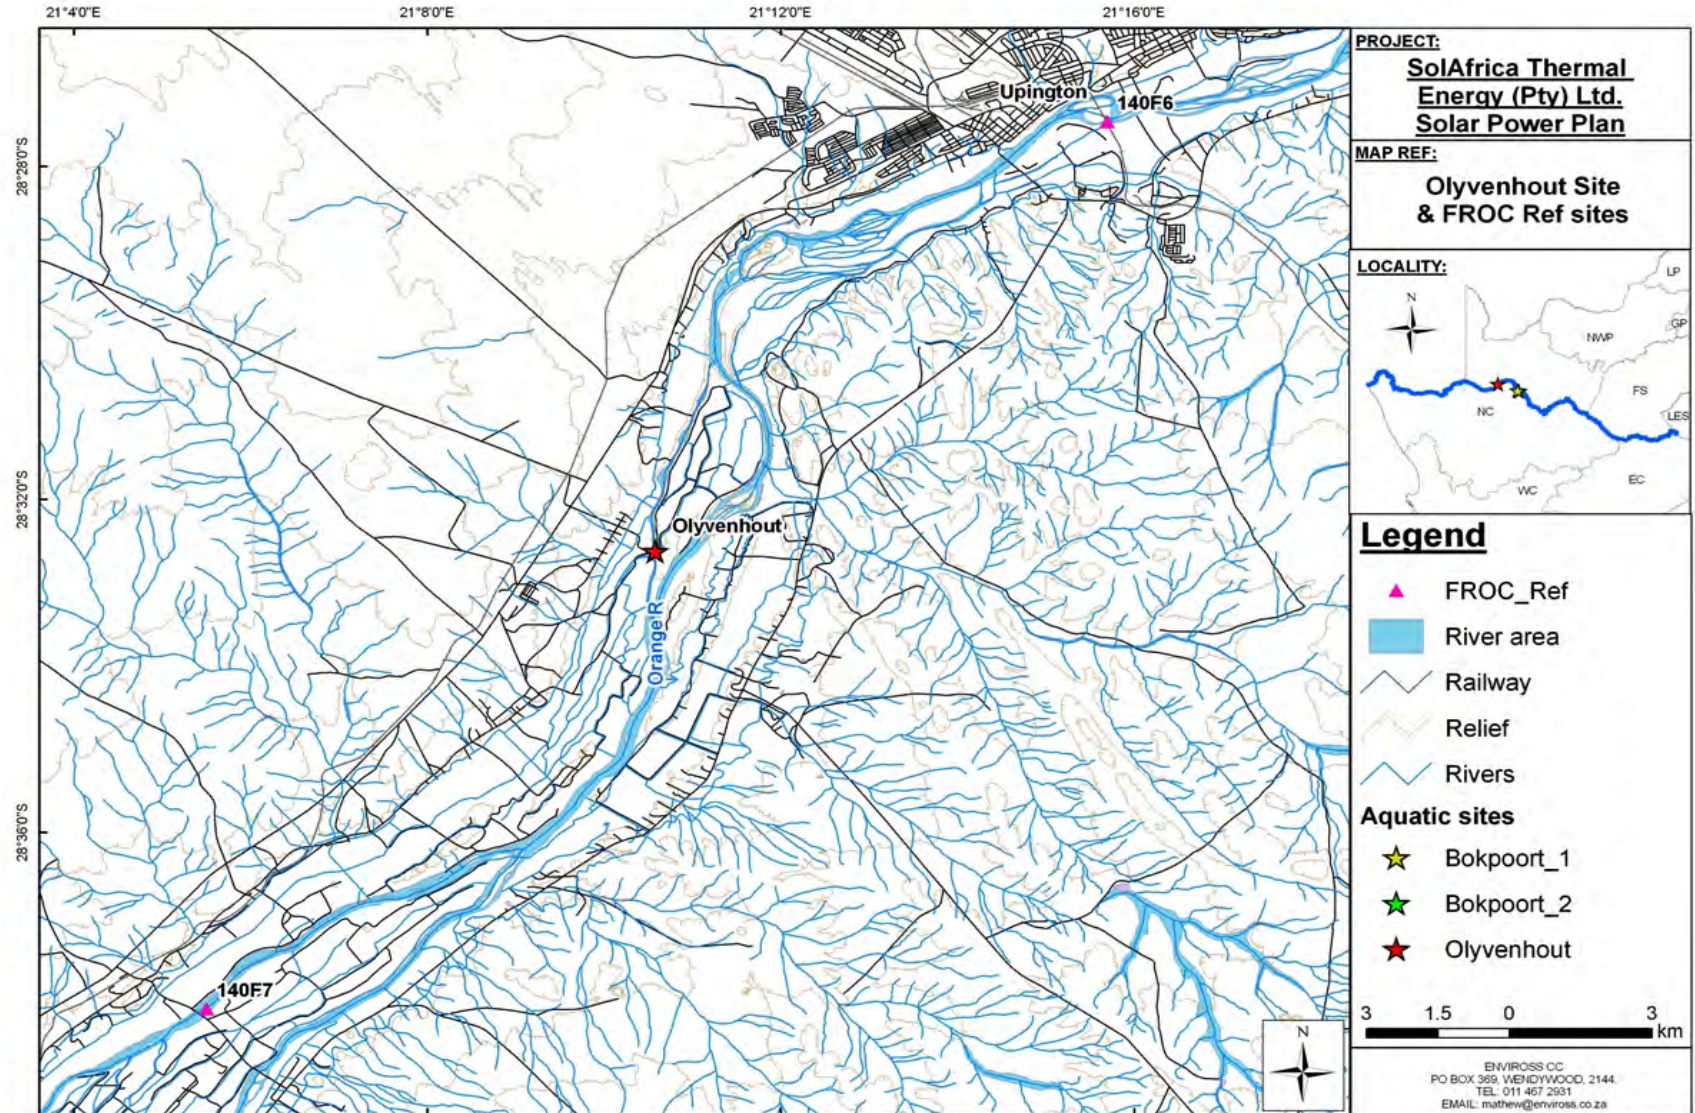 21°4'0"E
21°8'0"E
21°12'0"E
21°16'0"E
28°28'0"S
28°32'0"S
28°36'0"S
Upington
140F6
Olyvenhout
Orange R
140F7
N
PROJECT:
SolAfrica Thermal
Energy (Pty) Ltd.
Solar Power Plan
MAP REF:
Olyvenhout Site
& FROC Ref sites
LOCALITY:
N
LP
GP
NWP
FS
LES
NC
EC
WC
Legend
FROC_Ref
River area
Railway
Relief
Rivers
Aquatic sites
Bokpoort_1
Bokpoort_2
Olyvenhout
3 1.5 0 3
km
ENVIROSS CC
PO BOX 369, WENDYWOOD, 2144.
TEL: 011 467 2931
EMAIL: mathew@enviross.co.za